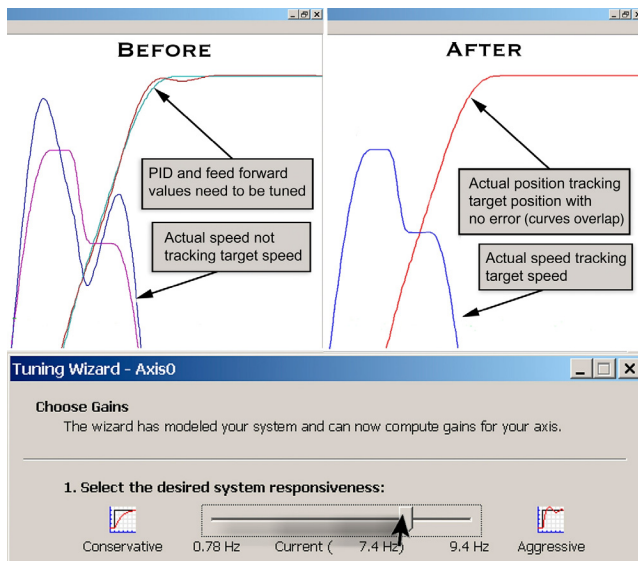 BEFORE
AFTER
PID and feed forward
values need to be tuned
Actual speed not
tracking target speed
Actual position tracking
target position with
no error (curves overlap)
Actual speed tracking
target speed
Tuning Wizard - Axis0
Choose Gains
The wizard has modeled your system and can now compute gains for your axis.
1. Select the desired system responsiveness:
Conservative 0.78 Hz Current ( 7.4 Hz) 9.4 Hz Aggressive